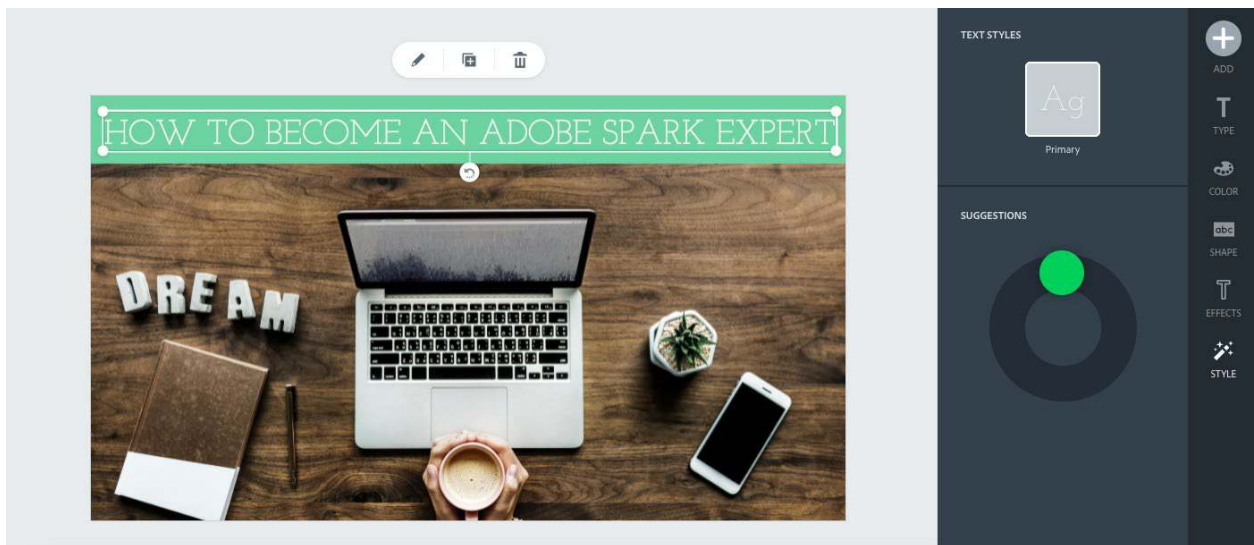 HOW TO BECOME AN ADOBE SPARK EXPERT
DREAM
TEXT STYLES
Ag
Primary
SUGGESTIONS
ADD
T
TYPE
COLOR
abc
SHAPE
T
EFFECTS
STYLE